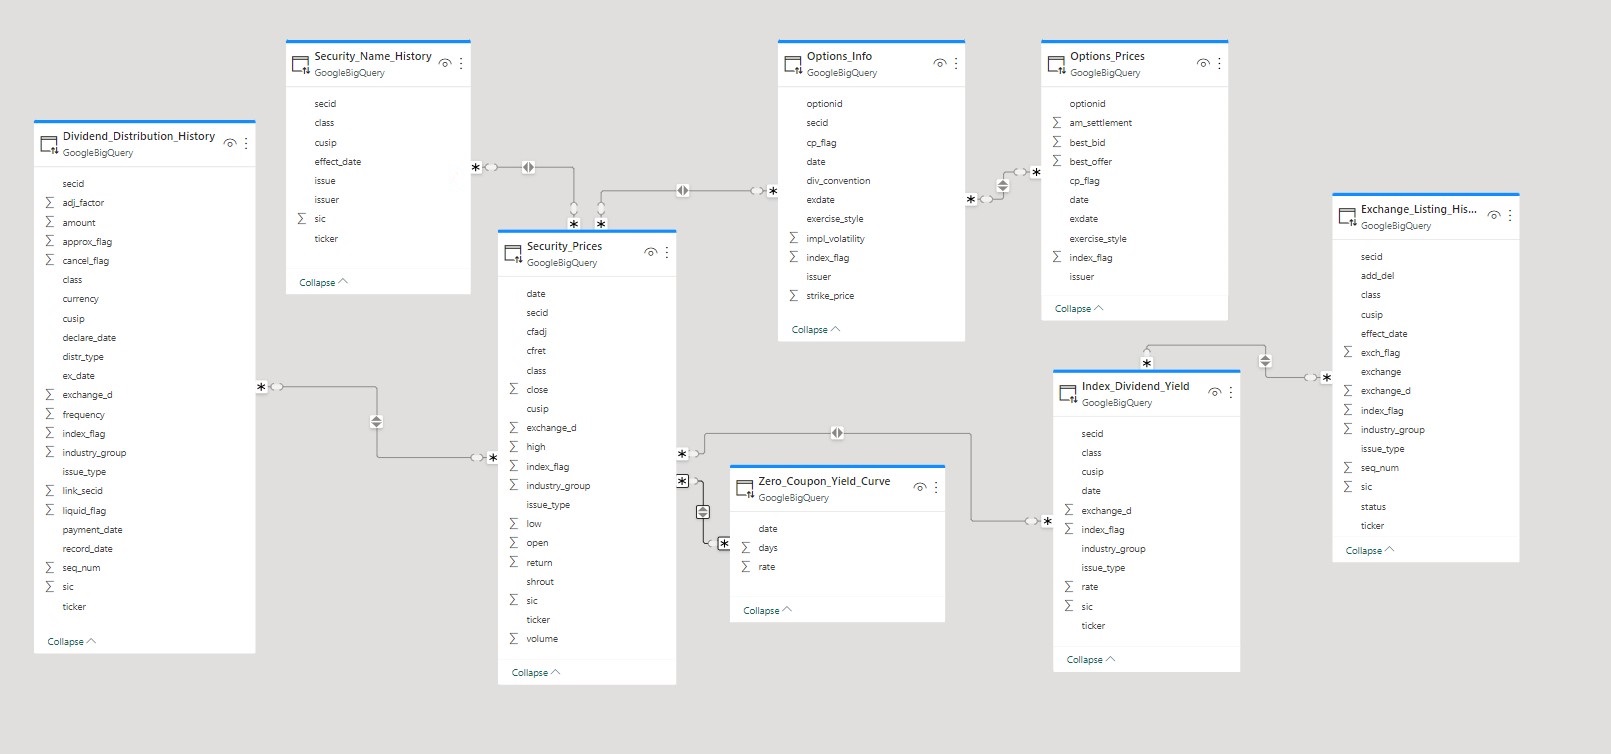 Dividend_Distribution_History
GoogleBigQuery
secid
adj_factor
amount
approx_flag
cancel_flag
class
currency
cusip
declare_date
distr_type
ex_date
exchange_d
frequency
index_flag
industry_group
issue_type
link_secid
liquid_flag
payment_date
record_date
seq_num
sic
ticker
Collapse
Security_Name_History
GoogleBigQuery
secid
class
cusip
effect_date
issue
issuer
sic
ticker
Collapse
Security_Prices
GoogleBigQuery
date
secid
cfadj
cfret
class
close
cusip
exchange_d
high
index_flag
industry_group
issue_type
low
open
return
shrout
sic
ticker
volume
Collapse
Options_Info
GoogleBigQuery
optionid
secid
cp_flag
date
div_convention
exdate
exercise_style
impl_volatility
index_flag
issuer
strike_price
Collapse
Zero_Coupon_Yield_Curve
GoogleBigQuery
date
days
rate
Collapse
Options_Prices
GoogleBigQuery
optionid
am_settlement
best_bid
best_offer
cp_flag
date
exdate
exercise_style
index_flag
issuer
Collapse
Index_Dividend_Yield
GoogleBigQuery
secid
class
cusip
date
exchange_d
index_flag
industry_group
issue_type
rate
sic
ticker
Collapse
Exchange_Listing_His...
GoogleBigQuery
secid
add_del
class
cusip
effect_date
exch_flag
exchange
exchange_d
index_flag
industry_group
issue_type
seq_num
sic
status
ticker
Collapse